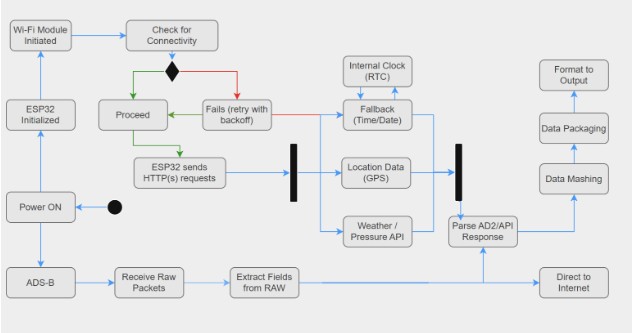 Wi-Fi Module
Initiated
Check for
Connectivity
Internal Clock
(RTC)
Format to
Output
ESP32
Initialized
Proceed
Fails (retry with
backoff)
Fallback
(Time/Date)
Data Packaging
ESP32 sends
HTTP(s) requests
Location Data
(GPS)
Data Mashing
Power ON
Weather /
Pressure API
Parse AD2/API
Response
ADS-B
Receive Raw
Packets
Extract Fields
from RAW
Direct to
Internet